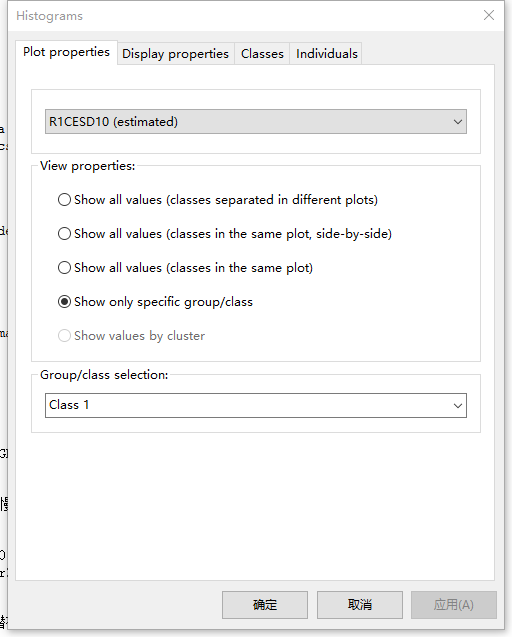 Histograms
Plot properties
Display properties
Classes
Individuals
R1CESD10 (estimated)
View properties:
Show all values (classes separated in different plots)
Show all values (classes in the same plot, side-by-side)
Show all values (classes in the same plot)
Show only specific group/class
Show values by cluster
Group/class selection:
Class 1
确定
取消
应用(A)